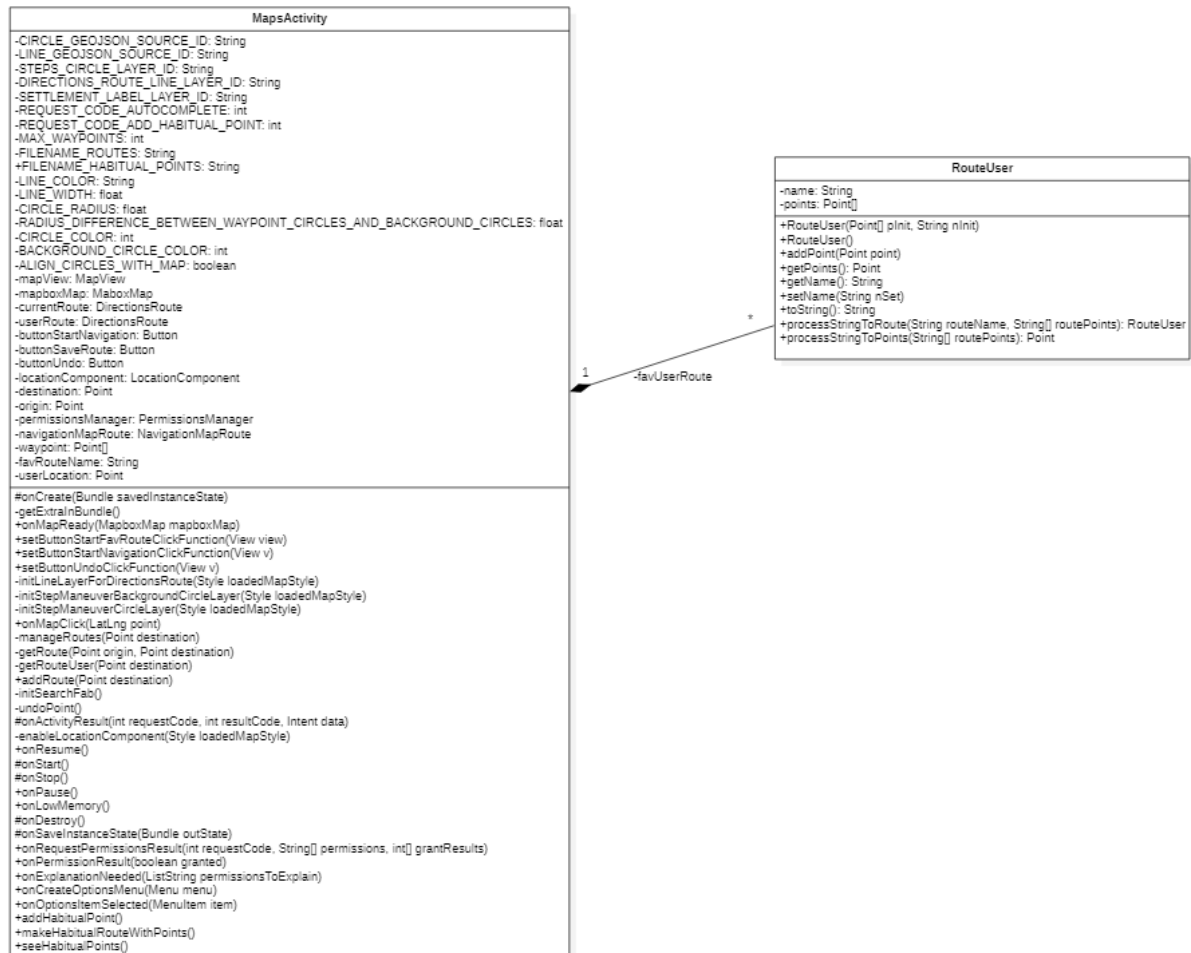 MapsActivity
-CIRCLE_GEOJSON_SOURCE_ID: String
-LINE_GEOJSON_SOURCE_ID: String
-STEPS_CIRCLE_LAYER_ID: String
-DIRECTIONS_ROUTE_LINE_LAYER_ID: String
-SETTLEMENT_LABEL_LAYER_ID: String
-REQUEST_CODE_AUTOCOMPLETE: int
-REQUEST_CODE_ADD_HABITUAL_POINT: int
-MAX_WAYPOINTS: int
-FILENAME_ROUTES: String
+FILENAME_HABITUAL_POINTS: String
-LINE_COLOR: String
-LINE_WIDTH: float
-CIRCLE_RADIUS: float
-RADIUS_DIFFERENCE_BETWEEN_WAYPOINT_CIRCLES_AND_BACKGROUND_CIRCLES: float
-CIRCLE_COLOR: int
-BACKGROUND_CIRCLE_COLOR: int
-ALIGN_CIRCLES_WITH_MAP: boolean
-mapView: MapView
-mapboxMap: MaboxMap
-currentRoute: DirectionsRoute
-userRoute: DirectionsRoute
-buttonStartNavigation: Button
-buttonSaveRoute: Button
-buttonUndo: Button
-locationComponent: LocationComponent
-destination: Point
-origin: Point
-permissionsManager: PermissionsManager
-navigationMapRoute: NavigationMapRoute
-waypoint: Point[]
-favRouteName: String
-userLocation: Point
#onCreate(Bundle savedInstanceState)
-getExtraInBundle()
+onMapReady(MapboxMap mapboxMap)
+setButtonStartFavRouteClickFunction(View view)
+setButtonStartNavigationClickFunction(View v)
+setButtonUndoClickFunction(View v)
-initLineLayerForDirectionsRoute(Style loadedMapStyle)
-initStepManeuverBackgroundCircleLayer(Style loadedMapStyle)
-initStepManeuverCircleLayer(Style loadedMapStyle)
+onMapClick(LatLng point)
-manageRoutes(Point destination)
-getRoute(Point origin, Point destination)
-getRouteUser(Point destination)
+addRoute(Point destination)
-initSearchFab()
-undoPoint()
#onActivityResult(int requestCode, int resultCode, Intent data)
-enableLocationComponent(Style loadedMapStyle)
+onResume()
#onStart()
#onStop()
+onPause()
+onLowMemory()
#onDestroy()
#onSaveInstanceState(Bundle outState)
+onRequestPermissionsResult(int requestCode, String[] permissions, int[] grantResults)
+onPermissionResult(boolean granted)
+onExplanationNeeded(ListString permissionsToExplain)
+onCreateOptionsMenu(Menu menu)
+onOptionsItemSelected(MenuItem item)
+addHabitualPoint()
+makeHabitualRouteWithPoints()
+seeHabitualPoints()
1
-favUserRoute
*
RouteUser
-name: String
-points: Point[]
+RouteUser(Point[] pInit, String nInit)
+RouteUser()
+addPoint(Point point)
+getPoints(): Point
+getName(): String
+setName(String nSet)
+toString(): String
+processStringToRoute(String routeName, String[] routePoints): RouteUser
+processStringToPoints(String[] routePoints): Point